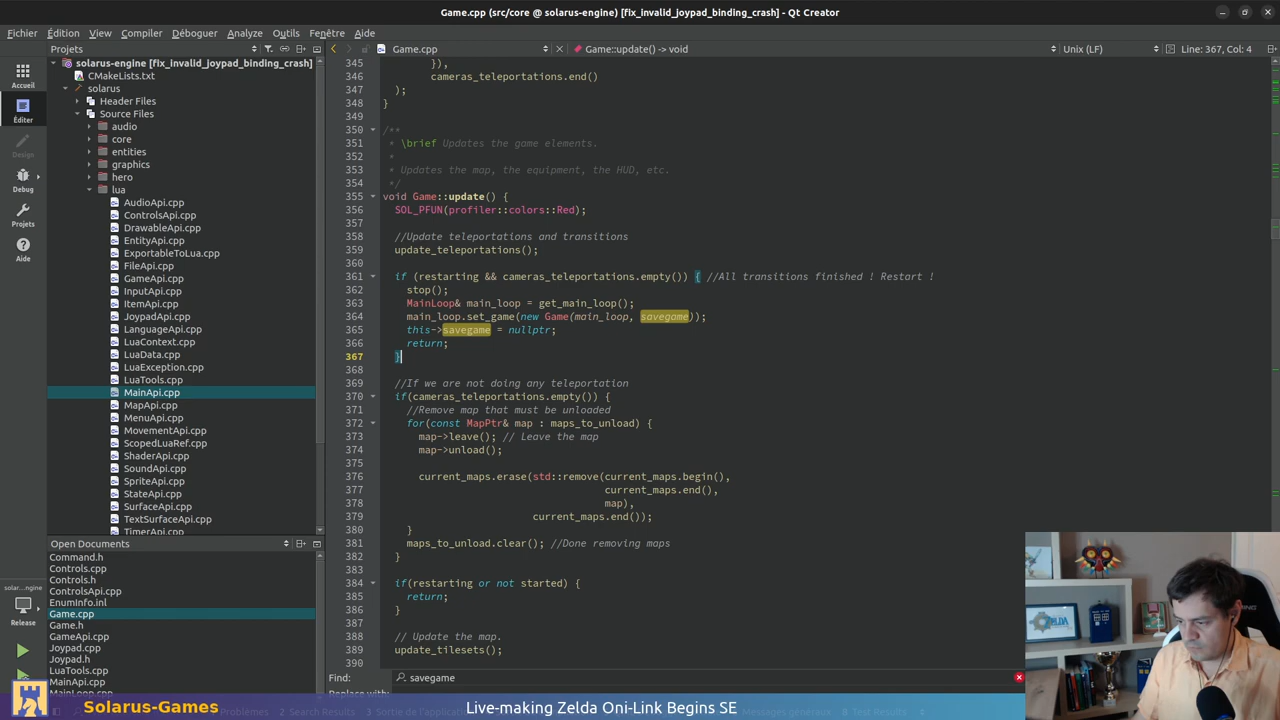 Game.cpp (src/core @ solarus-engine) [fix_invalid_joypad_binding_crash] - Qt Creator
Fichier Édition View Compiler Déboguer Analyze Outils Fenêtre Aide
Projets
Game.cpp
Game::update() → void
Unix (LF)
Line: 367, Col: 4
Accueil
Éditer
Design
Debug
Projets
Aide
solar...ngine
Release
solarus-engine [fix_invalid_joypad_binding_crash]
CMakeLists.txt
solarus
Header Files
Source Files
audio
core
entities
graphics
hero
lua
AudioApi.cpp
ControlsApi.cpp
DrawableApi.cpp
EntityApi.cpp
ExportableToLua.cpp
FileApi.cpp
GameApi.cpp
InputApi.cpp
ItemApi.cpp
JoypadApi.cpp
LanguageApi.cpp
LuaContext.cpp
LuaData.cpp
LuaException.cpp
LuaTools.cpp
MainApi.cpp
MapApi.cpp
MenuApi.cpp
MovementApi.cpp
ScopedLuaRef.cpp
ShaderApi.cpp
SoundApi.cpp
SpriteApi.cpp
StateApi.cpp
SurfaceApi.cpp
TextSurfaceApi.cpp
TimerApi.cpp
Open Documents
Command.h
Controls.cpp
Controls.h
ControlsApi.cpp
EnumInfo.inl
Game.cpp
Game.h
GameApi.cpp
Joypad.cpp
Joypad.h
LuaTools.cpp
MainApi.cpp
MainLoop.cpp
345 }),
346 cameras_teleportations.end()
347 );
348 }
349
350 /**
351 * \brief Updates the game elements.
352 *
353 * Updates the map, the equipment, the HUD, etc.
354 */
355 void Game::update() {
356 SOL_PFUN(profiler::colors::Red);
357
358 //Update teleportations and transitions
359 update_teleportations();
360
361 if (restarting && cameras_teleportations.empty()) { //All transitions finished ! Restart !
362 stop();
363 MainLoop& main_loop = get_main_loop();
364 main_loop.set_game(new Game(main_loop, savegame));
365 this->savegame = nullptr;
366 return;
367 }
368
369 //If we are not doing any teleportation
370 if(cameras_teleportations.empty()) {
371 //Remove map that must be unloaded
372 for(const MapPtr& map : maps_to_unload) {
373 map->leave(); // Leave the map
374 map->unload();
375
376 current_maps.erase(std::remove(current_maps.begin(),
377 current_maps.end(),
378 map),
379 current_maps.end());
380 }
381 maps_to_unload.clear(); //Done removing maps
382 }
383
384 if(restarting or not started) {
385 return;
386 }
387
388 // Update the map.
389 update_tilesets();
390
Find: savegame
Replace with:
Solarus-Games
Live-making Zelda Oni-Link Begins SE